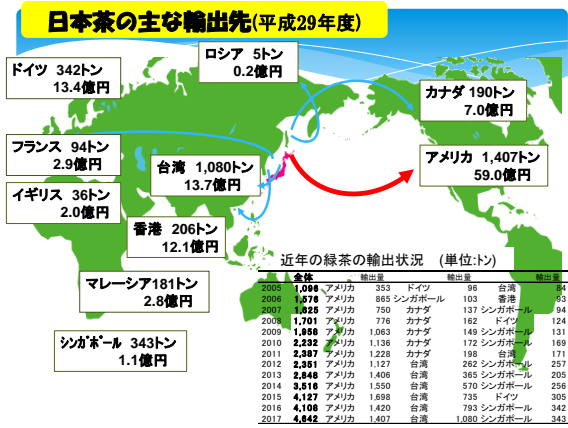 日本茶の主な輸出先(平成29年度)
ロシア 5トン
0.2億円
ドイツ 342トン
13.4億円
カナダ 190トン
7.0億円
フランス 94トン
2.9億円
台湾 1,080トン
13.7億円
アメリカ 1,407トン
59.0億円
イギリス 36トン
2.0億円
香港 206トン
12.1億円
マレーシア181トン
2.8億円
シンガポール 343トン
1.1億円
近年の緑茶の輸出状況 (単位:トン)
全体 輸出量 輸出量 輸出量
2005 1,096 アメリカ 353 ドイツ 96 台湾 84
2006 1,576 アメリカ 865 シンガポール 103 香港 93
2007 1,625 アメリカ 750 カナダ 137 シンガポール 94
2008 1,701 アメリカ 776 カナダ 162 ドイツ 124
2009 1,958 アメリカ 1,063 カナダ 149 シンガポール 131
2010 2,232 アメリカ 1,136 カナダ 172 シンガポール 169
2011 2,387 アメリカ 1,228 カナダ 198 台湾 171
2012 2,351 アメリカ 1,127 台湾 262 シンガポール 257
2013 2,848 アメリカ 1,406 台湾 365 シンガポール 205
2014 3,516 アメリカ 1,550 台湾 570 シンガポール 256
2015 4,127 アメリカ 1,698 台湾 735 ドイツ 305
2016 4,108 アメリカ 1,420 台湾 793 シンガポール 342
2017 4,642 アメリカ 1,407 台湾 1,080 シンガポール 343